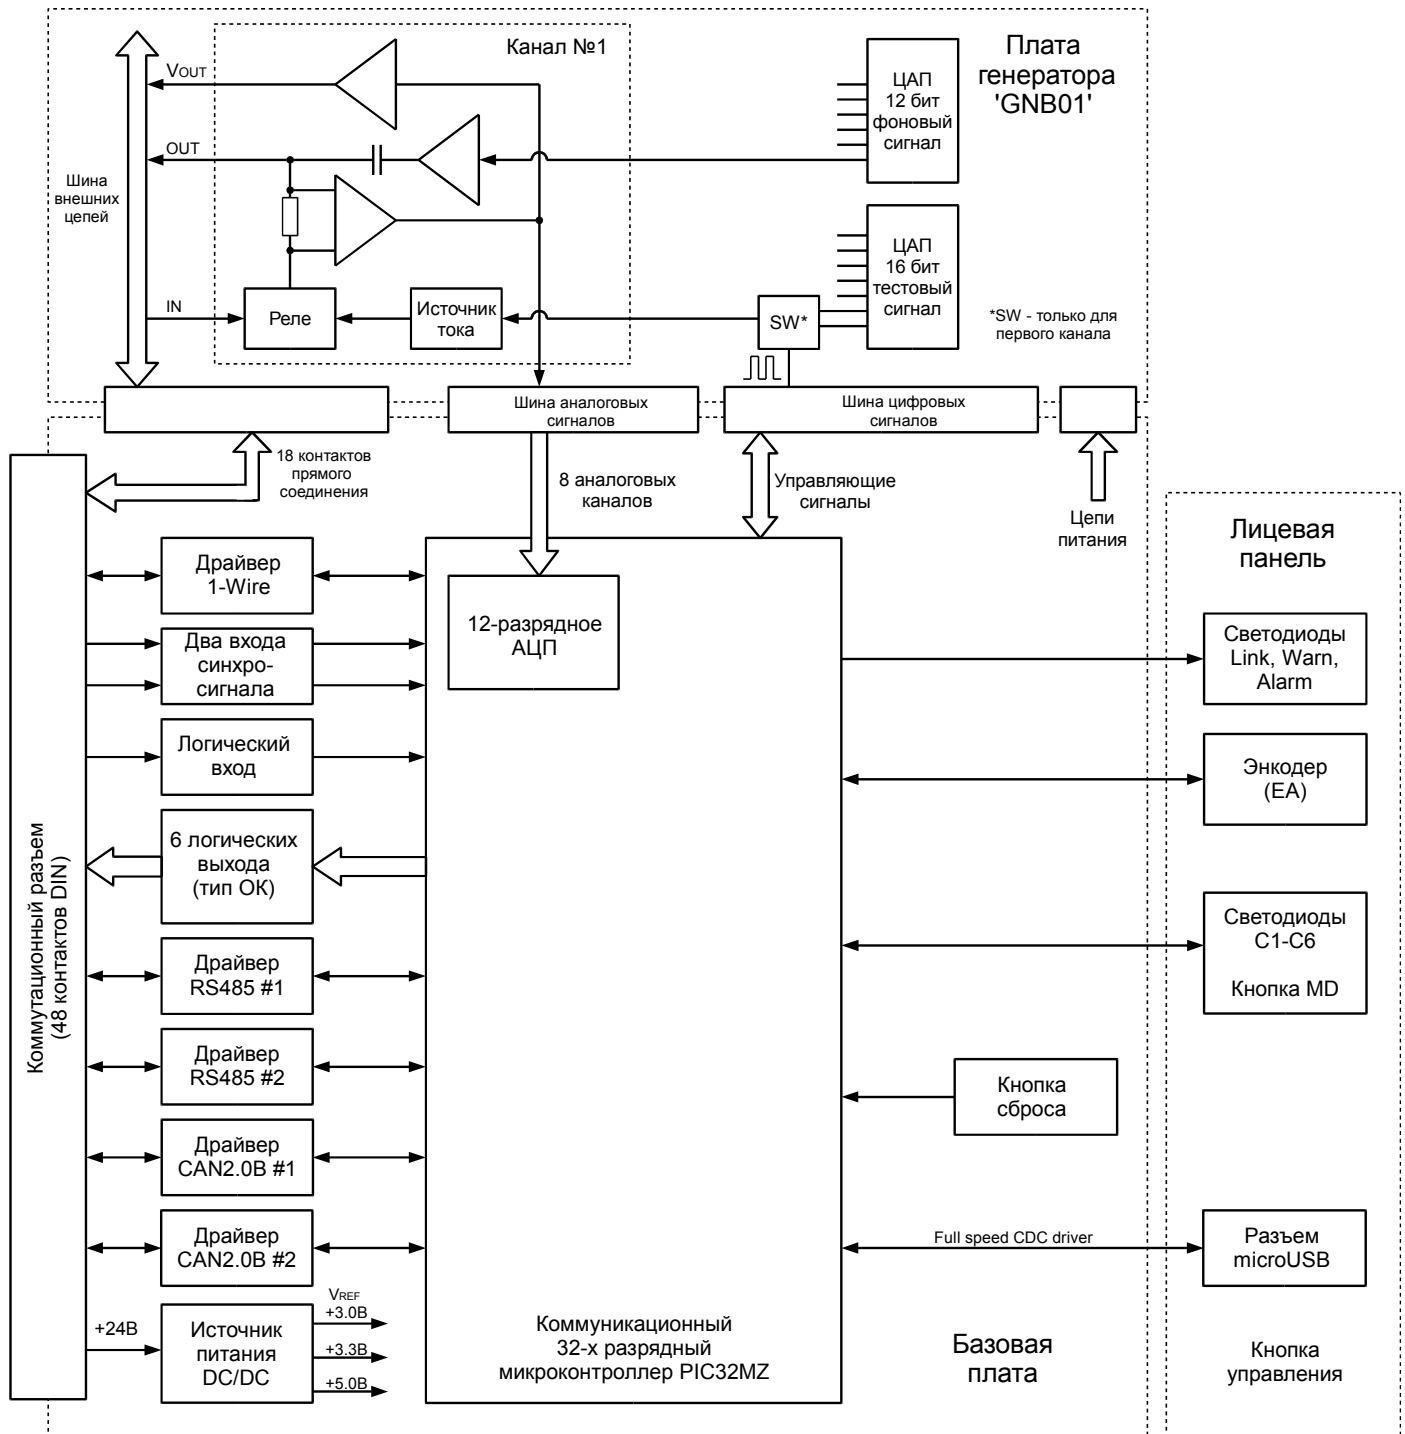 Плата
генератора
'GNB01'
Канал №1
VOUT
OUT
IN
Шина
внешних
цепей
ЦАП
12 бит
фоновый
сигнал
ЦАП
16 бит
тестовый
сигнал
Реле
Источник
тока
SW*
*SW - только для
первого канала
Шина аналоговых
сигналов
Шина цифровых
сигналов
18 контактов
прямого
соединения
8 аналоговых
каналов
Управляющие
сигналы
Цепи
питания
Лицевая
панель
Коммутационный разъем
(48 контактов DIN)
Драйвер
1-Wire
Два входа
синхро-
сигнала
Логический
вход
6 логических
выхода
(тип ОК)
Драйвер
RS485 #1
Драйвер
RS485 #2
Драйвер
CAN2.0B #1
Драйвер
CAN2.0B #2
+24В
Источник
питания
DC/DC
VREF
+3.0В
+3.3В
+5.0В
12-разрядное
АЦП
Коммуникационный
32-х разрядный
микроконтроллер PIC32MZ
Светодиоды
Link, Warn,
Alarm
Энкодер
(EA)
Светодиоды
C1-C6
Кнопка MD
Кнопка
сброса
Full speed CDC driver
Разъем
microUSB
Базовая
плата
Кнопка
управления